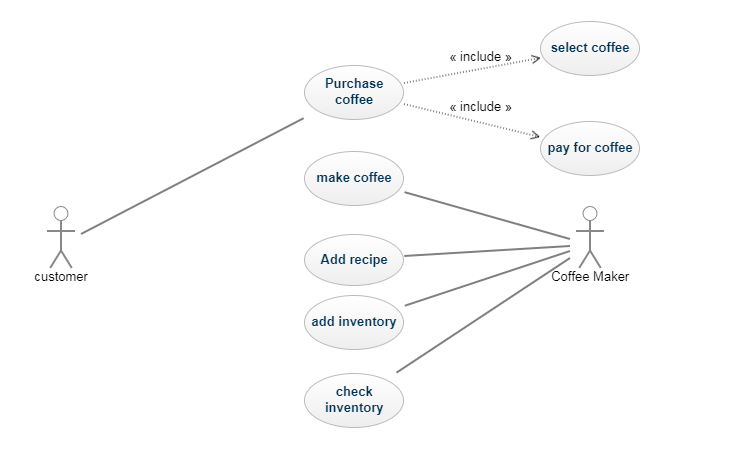 select coffee
« include »
Purchase
coffee
« include »
pay for coffee
make coffee
customer
Add recipe
Coffee Maker
add inventory
check
inventory